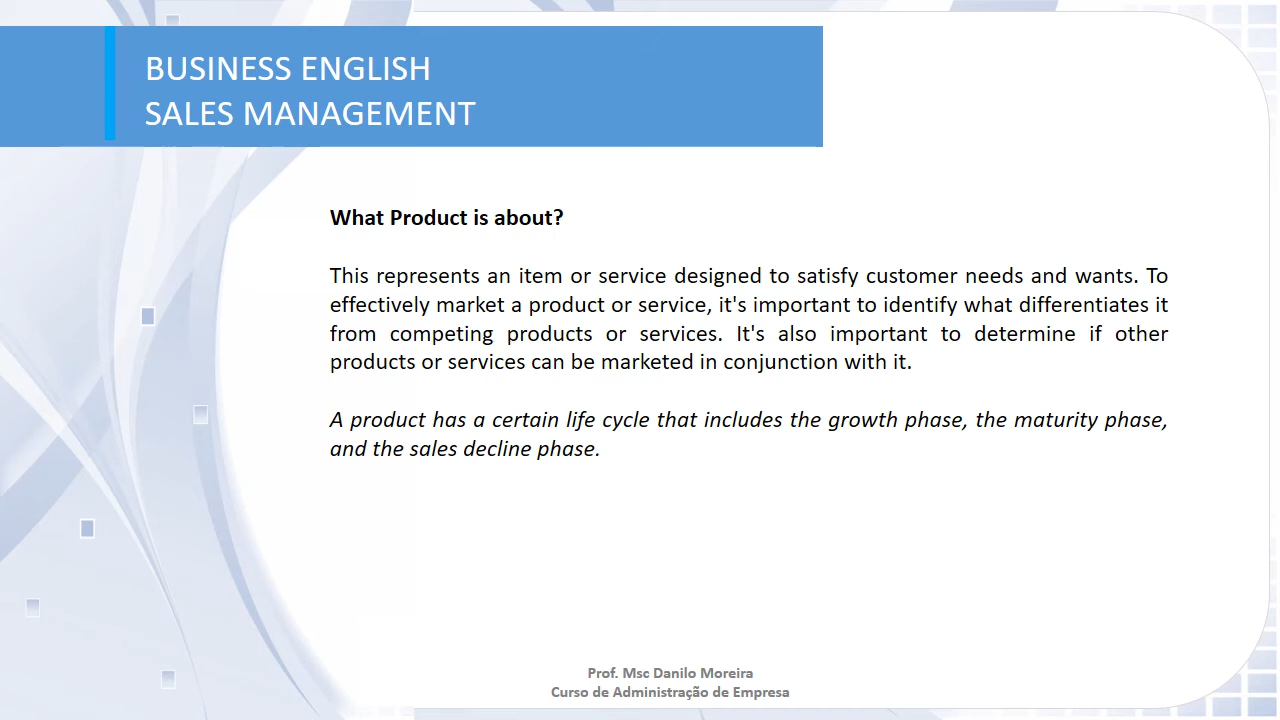 BUSINESS ENGLISH
SALES MANAGEMENT
What Product is about?
This represents an item or service designed to satisfy customer needs and wants. To
effectively market a product or service, it's important to identify what differentiates it
from competing products or services. It's also important to determine if other
products or services can be marketed in conjunction with it.
A product has a certain life cycle that includes the growth phase, the maturity phase,
and the sales decline phase.
Prof. Msc Danilo Moreira
Curso de Administração de Empresa